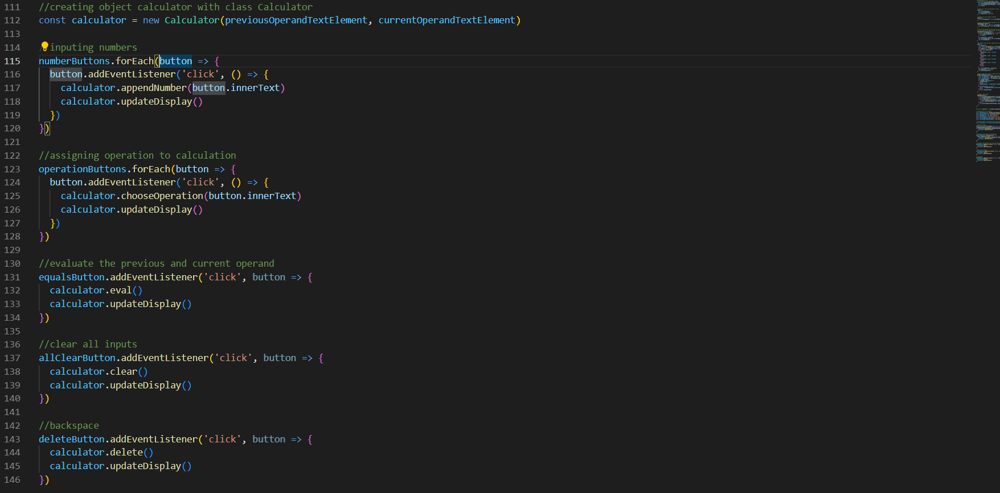 111 //creating object calculator with class Calculator
112 const calculator = new Calculator(previousOperandTextElement, currentOperandTextElement)
113
114 /inputing numbers
115 numberButtons.forEach(button => {
116   button.addEventListener('click', () => {
117     calculator.appendNumber(button.innerText)
118     calculator.updateDisplay()
119   })
120 })
121
122 //assigning operation to calculation
123 operationButtons.forEach(button => {
124   button.addEventListener('click', () => {
125     calculator.chooseOperation(button.innerText)
126     calculator.updateDisplay()
127   })
128 })
129
130 //evaluate the previous and current operand
131 equalsButton.addEventListener('click', button => {
132   calculator.eval()
133   calculator.updateDisplay()
134 })
135
136 //clear all inputs
137 allClearButton.addEventListener('click', button => {
138   calculator.clear()
139   calculator.updateDisplay()
140 })
141
142 //backspace
143 deleteButton.addEventListener('click', button => {
144   calculator.delete()
145   calculator.updateDisplay()
146 })